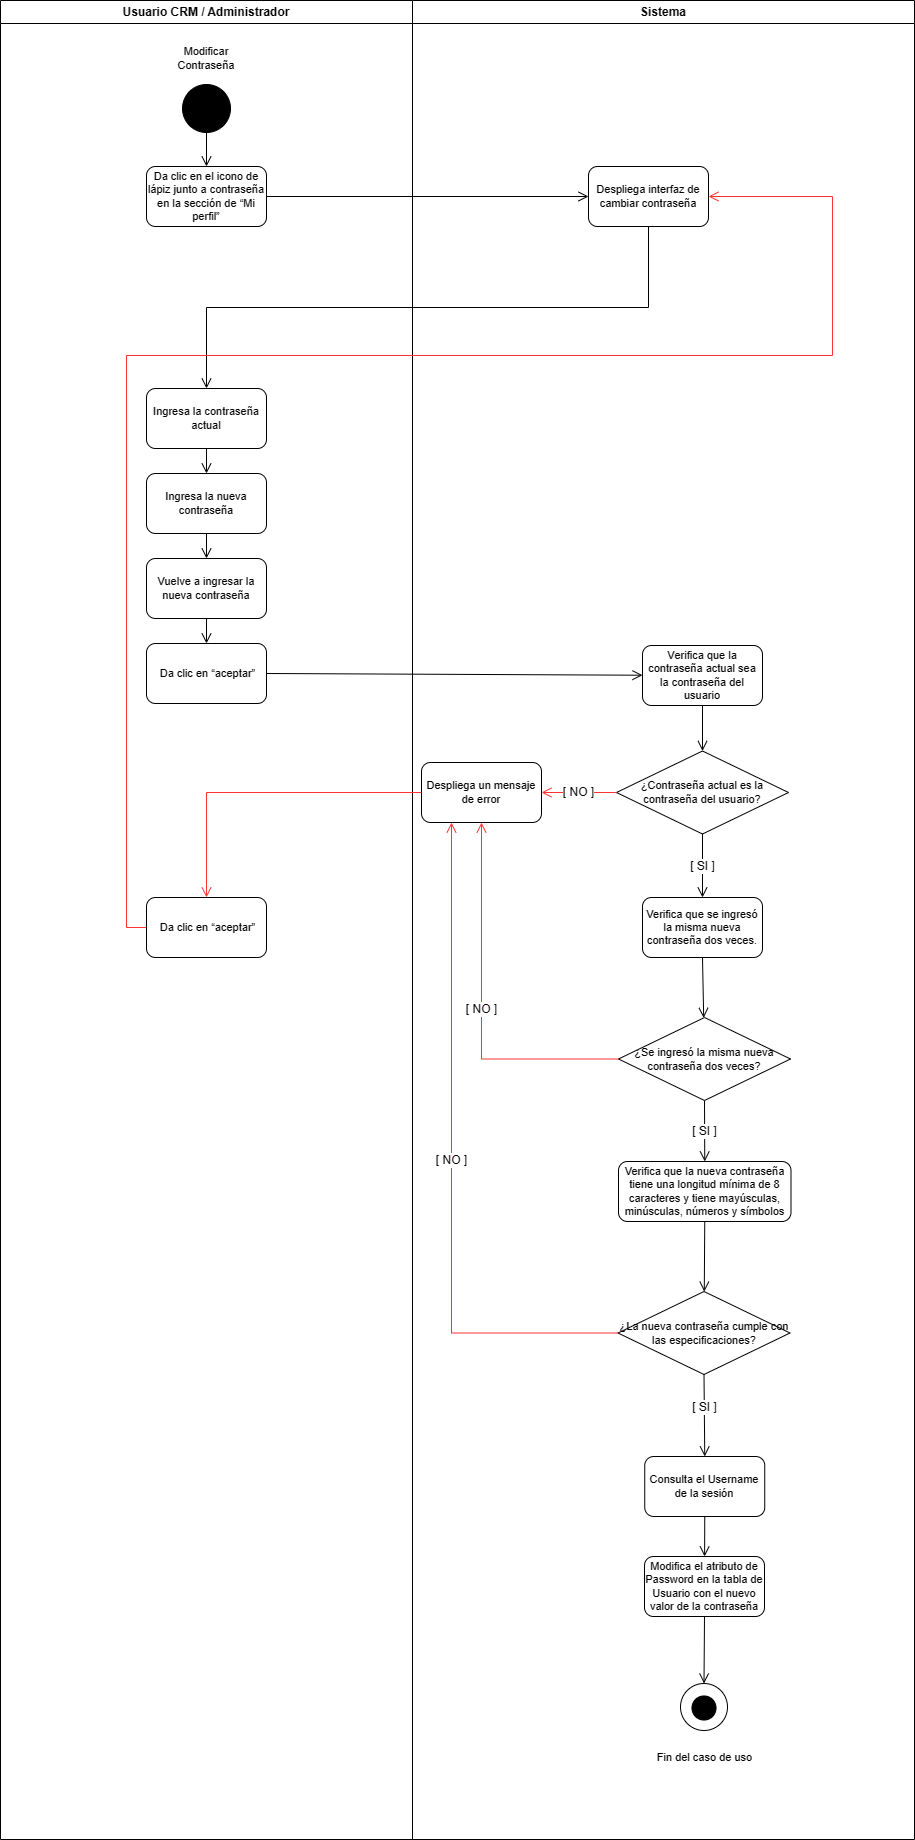 Usuario CRM / Administrador
Sistema
Modificar
Contraseña
Da clic en el icono de
lápiz junto a contraseña
en la sección de “Mi
perfil”
Despliega interfaz de
cambiar contraseña
Ingresa la contraseña
actual
Ingresa la nueva
contraseña
Vuelve a ingresar la
nueva contraseña
Da clic en “aceptar”
Verifica que la
contraseña actual sea
la contraseña del
usuario
¿Contraseña actual es la
contraseña del usuario?
[ NO ]
Despliega un mensaje
de error
[ SI ]
Da clic en “aceptar”
Verifica que se ingresó
la misma nueva
contraseña dos veces.
[ NO ]
¿Se ingresó la misma nueva
contraseña dos veces?
[ SI ]
[ NO ]
Verifica que la nueva contraseña
tiene una longitud mínima de 8
caracteres y tiene mayúsculas,
minúsculas, números y símbolos
¿La nueva contraseña cumple con
las especificaciones?
[ SI ]
Consulta el Username
de la sesión
Modifica el atributo de
Password en la tabla de
Usuario con el nuevo
valor de la contraseña
Fin del caso de uso